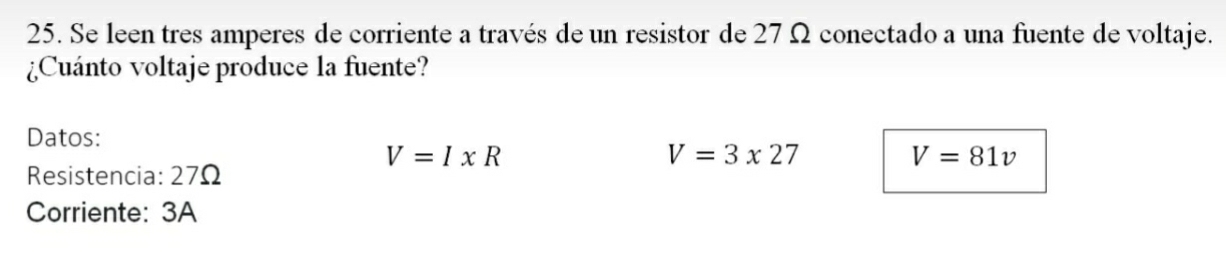 25. Se leen tres amperes de corriente a través de un resistor de 27 Ω conectado a una fuente de voltaje.
¿Cuánto voltaje produce la fuente?
Datos:
V = I x R
V = 3 x 27
V = 81v
Resistencia: 27Ω
Corriente: 3A